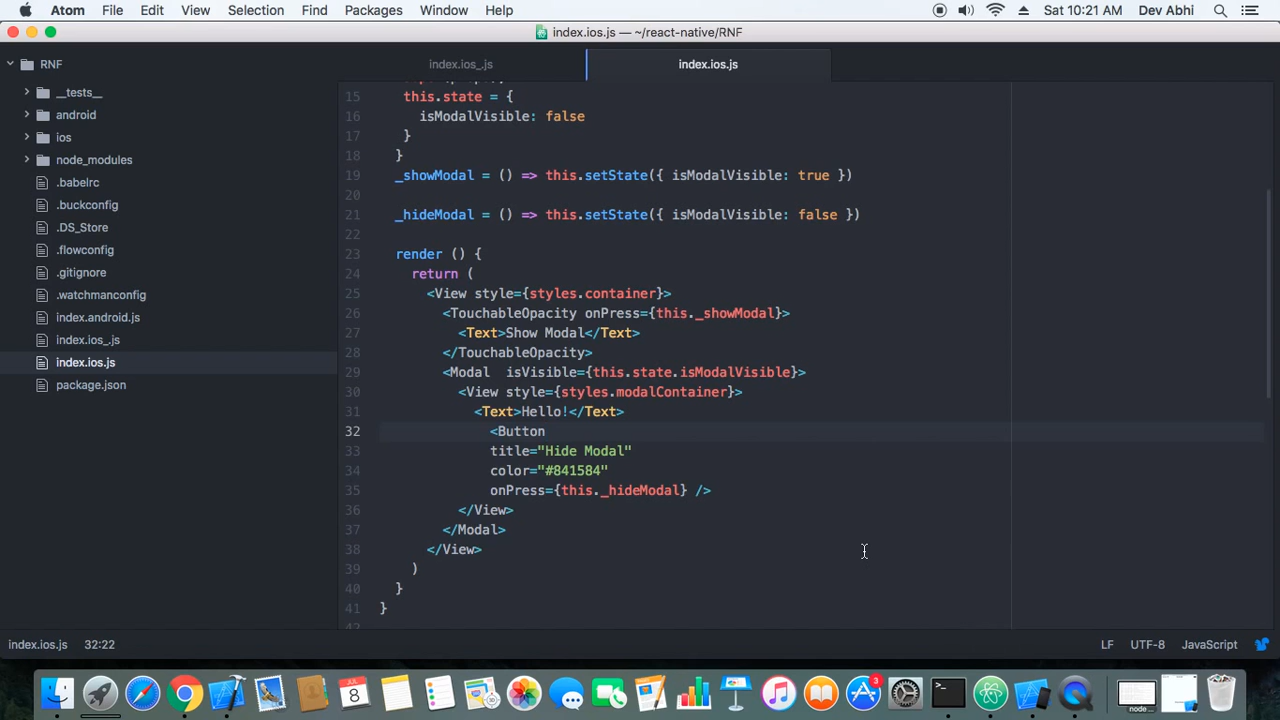 Atom File Edit View Selection Find Packages Window Help Sat 10:21 AM Dev Abhi
index.ios.js — ~/react-native/RNF
RNF
__tests__
android
ios
node_modules
.babelrc
.buckconfig
.DS_Store
.flowconfig
.gitignore
.watchmanconfig
index.android.js
index.ios_.js
index.ios.js
package.json
index.ios_.js index.ios.js
15 this.state = {
16 isModalVisible: false
17 }
18 }
19 _showModal = () => this.setState({ isModalVisible: true })
20
21 _hideModal = () => this.setState({ isModalVisible: false })
22
23 render () {
24 return (
25 <View style={styles.container}>
26 <TouchableOpacity onPress={this._showModal}>
27 <Text>Show Modal</Text>
28 </TouchableOpacity>
29 <Modal  isVisible={this.state.isModalVisible}>
30 <View style={styles.modalContainer}>
31 <Text>Hello!</Text>
32 <Button
33 title="Hide Modal"
34 color="#841584"
35 onPress={this._hideModal} />
36 </View>
37 </Modal>
38 </View>
39 )
40 }
41 }
index.ios.js 32:22 LF UTF-8 JavaScript
8
3